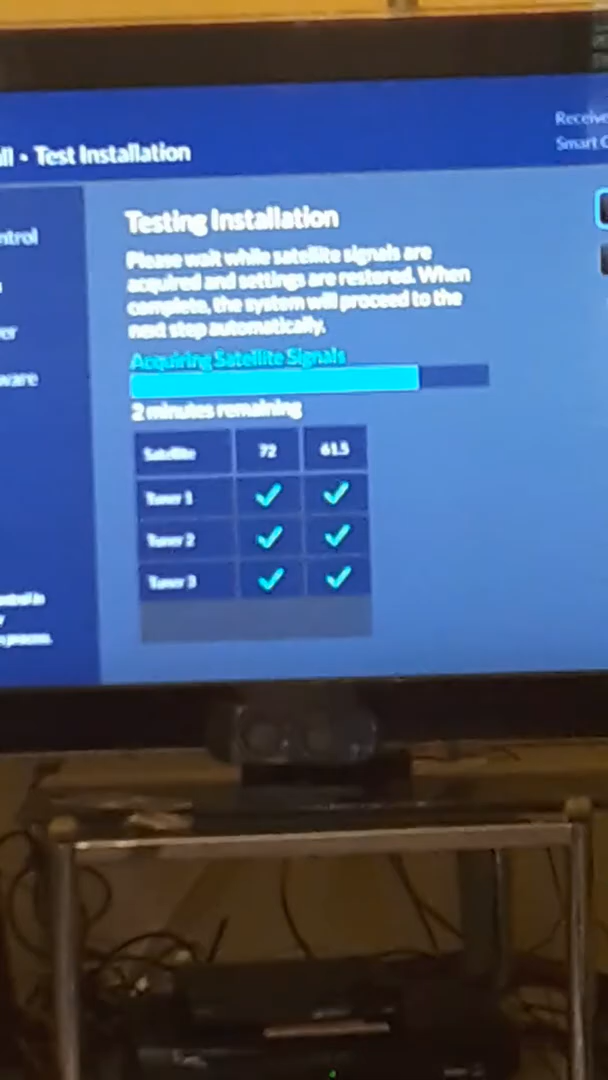 ll • Test Installation
Receive
Smart C
ntrol
er
ware
Testing Installation
Please wait while satellite signals are
acquired and settings are restored. When
complete, the system will proceed to the
next step automatically.
Acquiring Satellite Signals
2 minutes remaining
Satellite 72 61.5
Tuner 1
Tuner 2
Tuner 3
process.